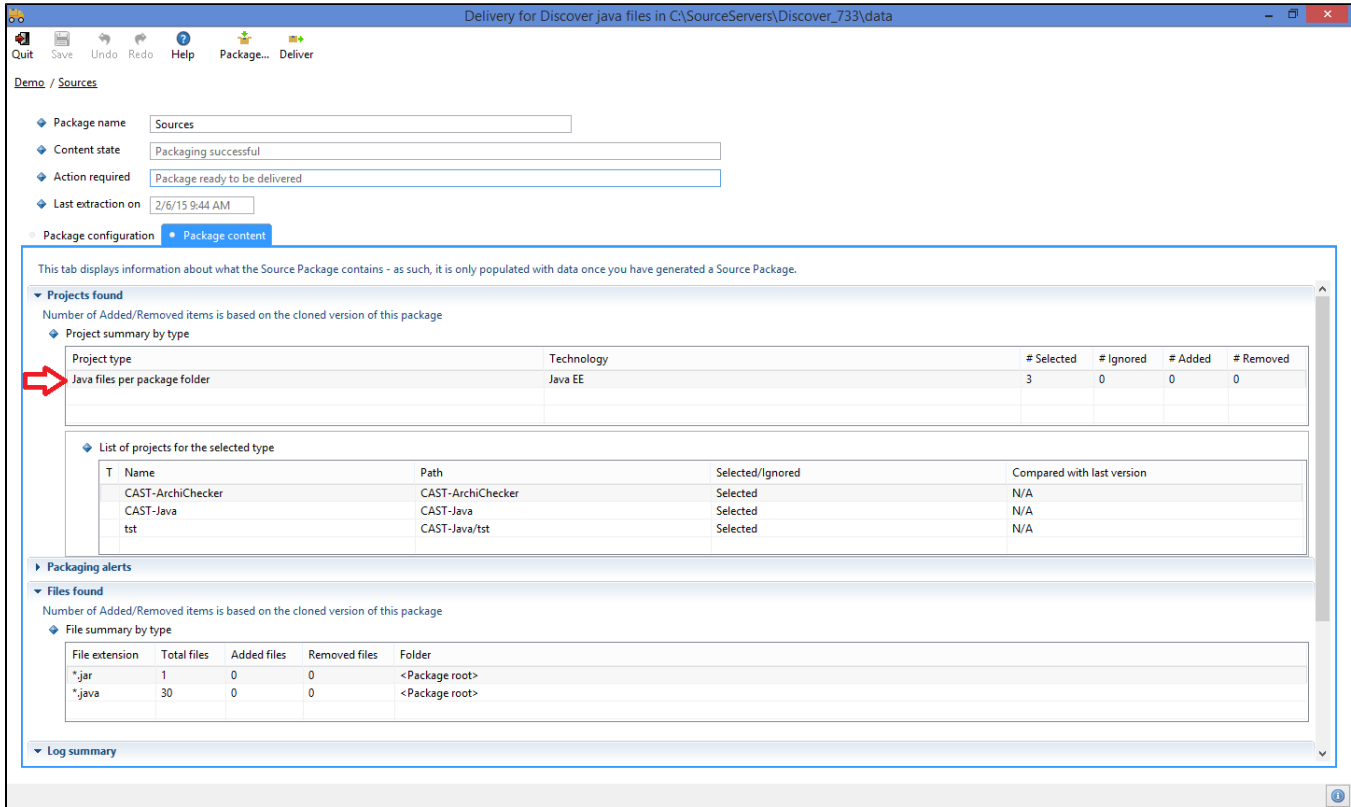 Delivery for Discover java files in C:\SourceServers\Discover_733\data
Quit Save Undo Redo Help Package... Deliver
Demo / Sources
Package name Sources
Content state Packaging successful
Action required Package ready to be delivered
Last extraction on 2/6/15 9:44 AM
Package configuration Package content
This tab displays information about what the Source Package contains - as such, it is only populated with data once you have generated a Source Package.
Projects found
Number of Added/Removed items is based on the cloned version of this package
Project summary by type
Project type Technology # Selected # Ignored # Added # Removed
Java files per package folder Java EE 3 0 0 0
List of projects for the selected type
T Name Path Selected/Ignored Compared with last version
CAST-ArchiChecker CAST-ArchiChecker Selected N/A
CAST-Java CAST-Java Selected N/A
tst CAST-Java/tst Selected N/A
Packaging alerts
Files found
Number of Added/Removed items is based on the cloned version of this package
File summary by type
File extension Total files Added files Removed files Folder
*.jar 1 0 0 <Package root>
*.java 30 0 0 <Package root>
Log summary